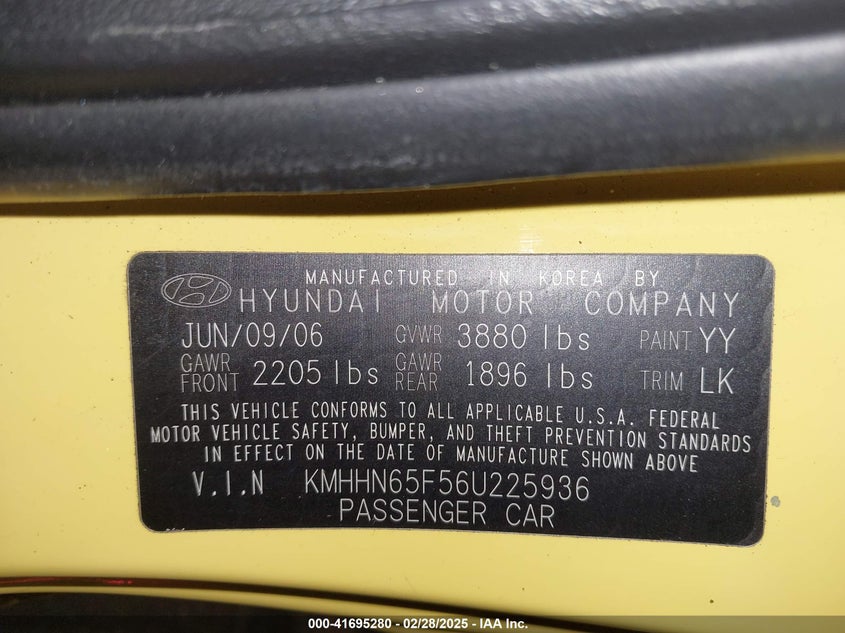 MANUFACTURED IN KOREA BY
HYUNDAI MOTOR COMPANY
JUN/09/06 GVWR 3880 lbs PAINT YY
GAWR FRONT 2205 lbs GAWR REAR 1896 lbs TRIM LK
THIS VEHICLE CONFORMS TO ALL APPLICABLE U.S.A. FEDERAL
MOTOR VEHICLE SAFETY, BUMPER, AND THEFT PREVENTION STANDARDS
IN EFFECT ON THE DATE OF MANUFACTURE SHOWN ABOVE
V.I.N KMHHN65F56U225936
PASSENGER CAR
000-41695280 - 02/28/2025 - IAA Inc.